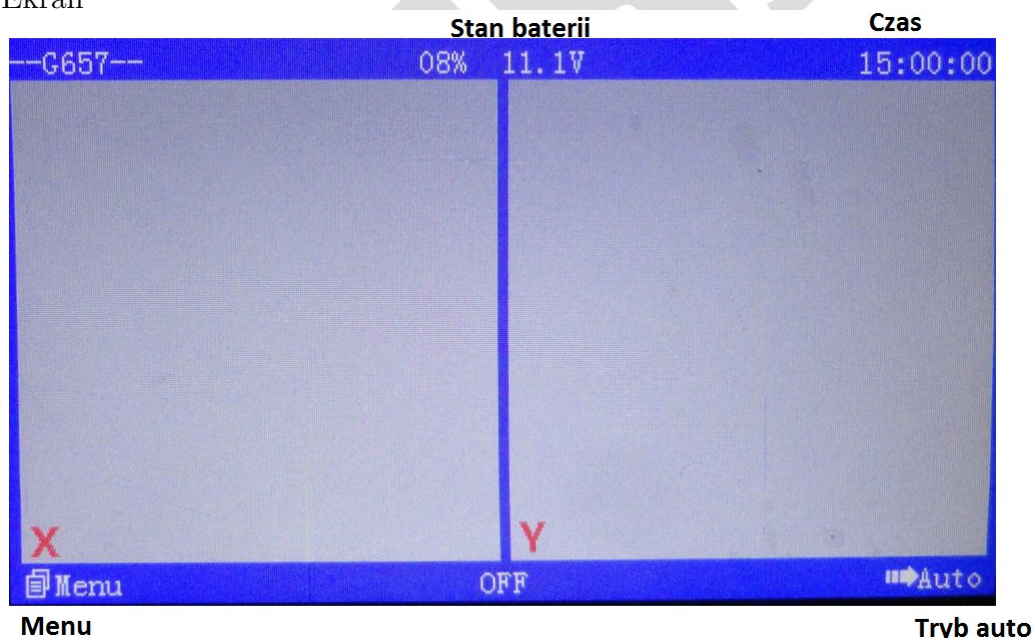 Ekran
Stan baterii Czas
--G657-- 08% 11.1V 15:00:00
X Y
Menu OFF Auto
Menu Tryb auto